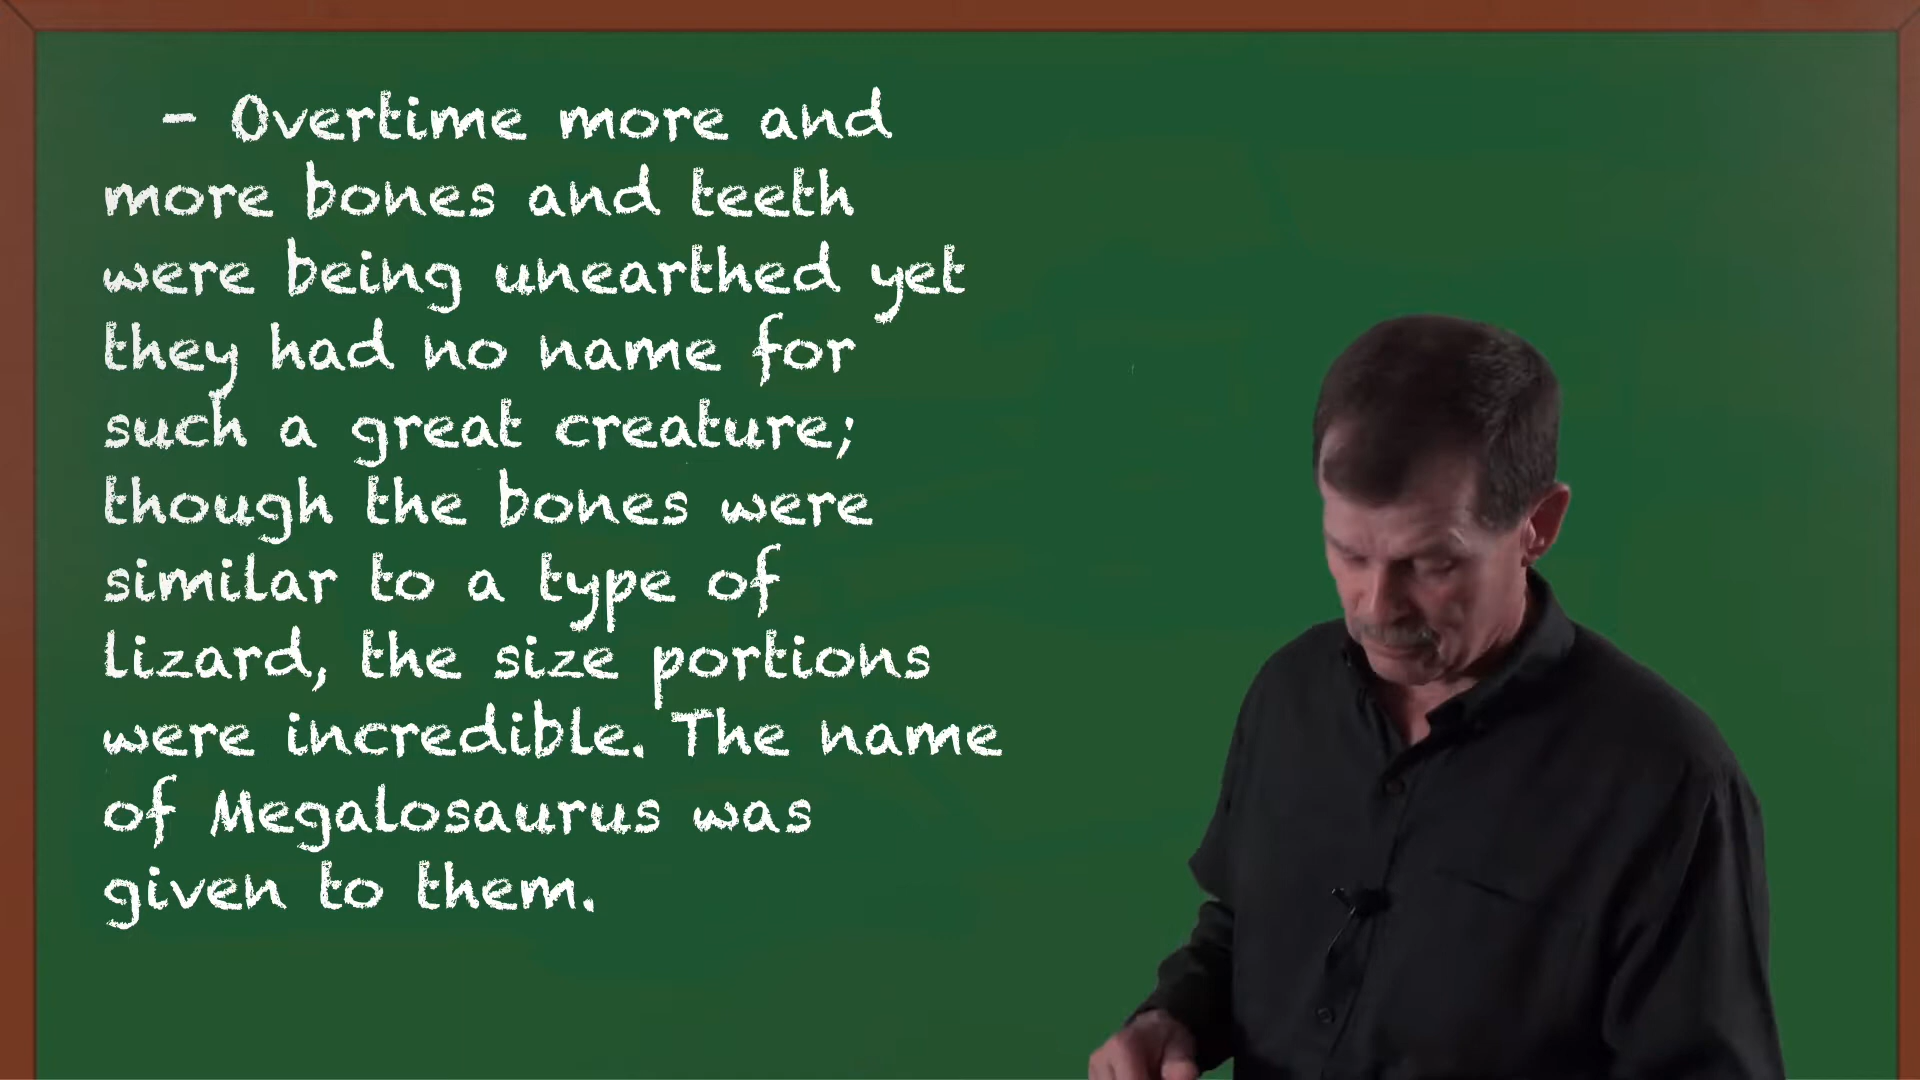 - Overtime more and
more bones and teeth
were being unearthed yet
they had no name for
such a great creature;
though the bones were
similar to a type of
lizard, the size portions
were incredible. The name
of Megalosaurus was
given to them.